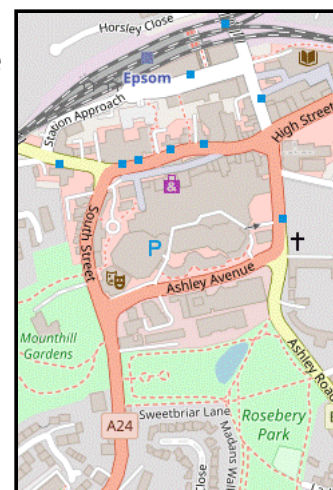 Horsley Close
Epsom
Station Approach
High Street
&
South Street
P
Ashley Avenue
Mounthill
Gardens
Ashley Road
Sweetbriar Lane
A24
Rosebery
Park
Madans Walk
Close